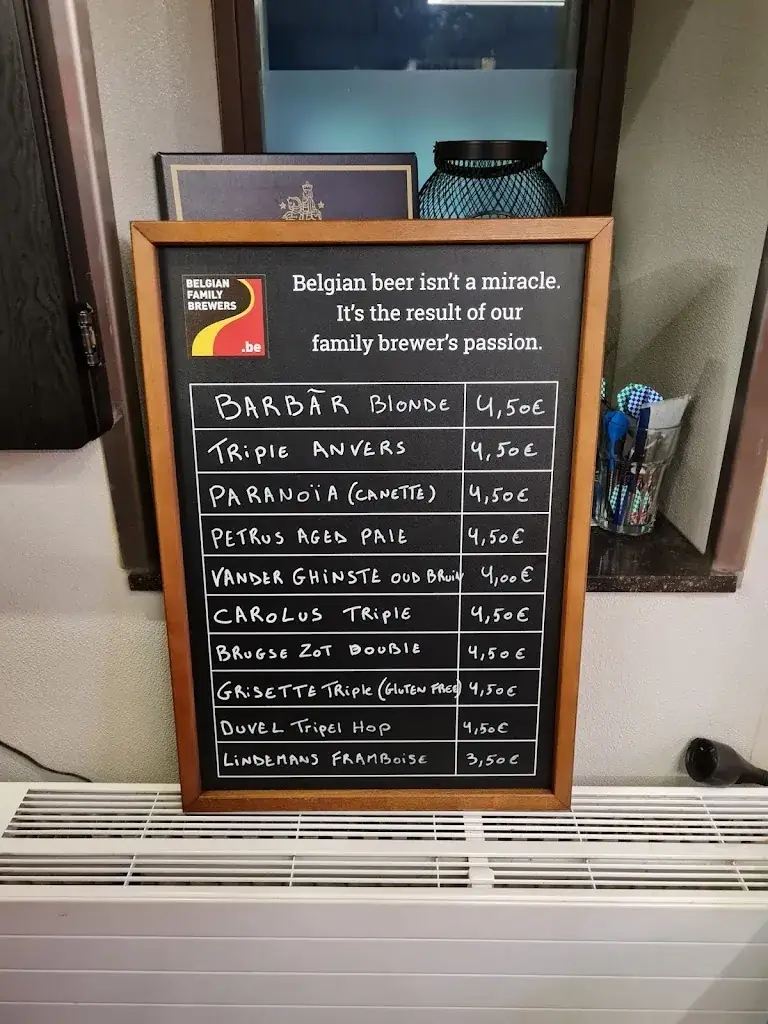 BELGIAN
FAMILY
BREWERS
.be
Belgian beer isn't a miracle.
It's the result of our
family brewer's passion.
BARBÃR BlONDE 4,50€
TRiplE ANVERS 4,50€
PARANOÏA (CANETTE) 4,50€
PETRUS AGED PAlE 4,50€
VANDER GHINSTE OUD BRuiN 4,00€
CAROLUS TRiplE 4,50€
BRUGSE ZOT DOUBlE 4,50€
GRiSETTE TRiple (GlUTEN FREE) 4,50€
DUVEL TRipel Hop 4,50€
LiNDEMANS FRAMBOiSE 3,50€